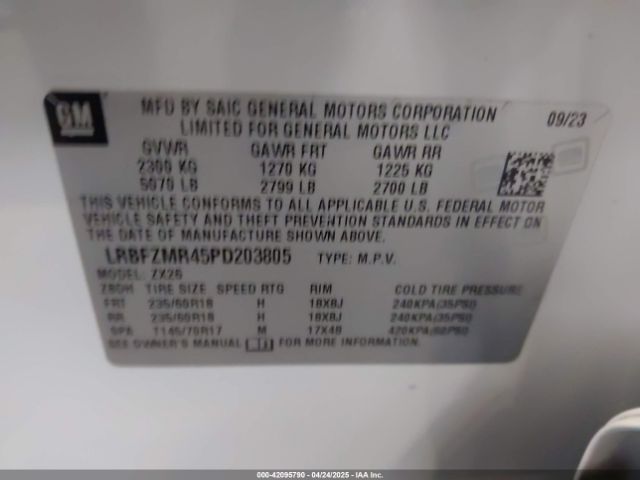 GM
MFD BY SAIC GENERAL MOTORS CORPORATION
LIMITED FOR GENERAL MOTORS LLC
09/23
GVWR GAWR FRT GAWR RR
2300 KG 1270 KG 1225 KG
5070 LB 2799 LB 2700 LB
THIS VEHICLE CONFORMS TO ALL APPLICABLE U.S. FEDERAL MOTOR
VEHICLE SAFETY AND THEFT PREVENTION STANDARDS IN EFFECT ON
THE DATE OF MANUFACTURE SHOWN ABOVE.
LRBFZMR45PD203805 TYPE: M.P.V.
MODEL: ZX26
Z8DH TIRE SIZE SPEED RTG RIM COLD TIRE PRESSURE
FRT 235/60R18 H 18X8J 240KPA(35PSI)
RR 235/60R18 H 18X8J 240KPA(35PSI)
SPA T145/70R17 M 17X4B 420KPA(60PSI)
SEE OWNER'S MANUAL FOR MORE INFORMATION
000-42095790 - 04/24/2025 - IAA Inc.